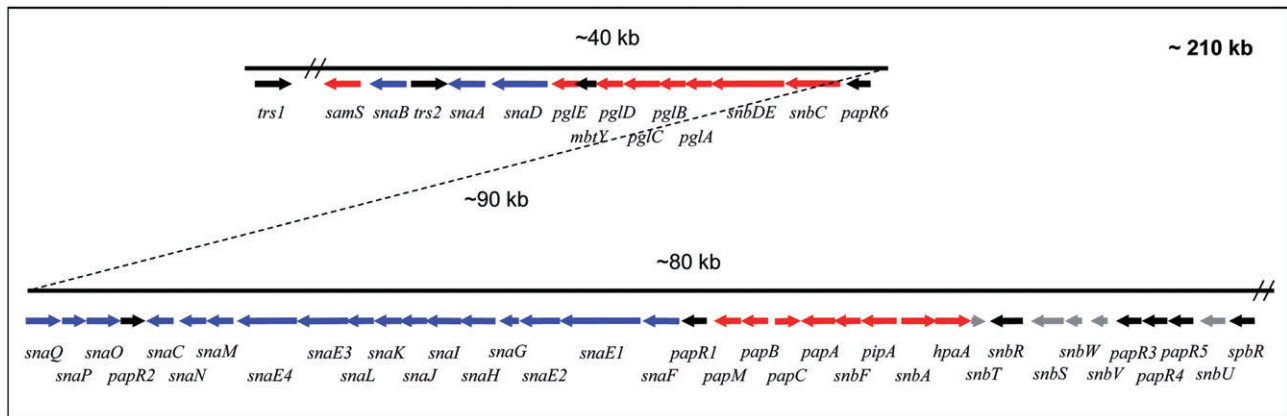 ~40 kb
~ 210 kb
trs1 samS snaB trs2 snaA snaD pglE pglD pglB snbDE snbC papR6
mbtY pglC pglA
~90 kb
~80 kb
snaQ snaO snaC snaM snaE3 snaK snaI snaG snaE1 papR1 papB papA pipA hpaA snbR snbW papR3 papR5 spbR
snaP papR2 snaN snaE4 snaL snaJ snaH snaE2 snaF papM papC snbF snbA snbT snbS snbV papR4 snbU